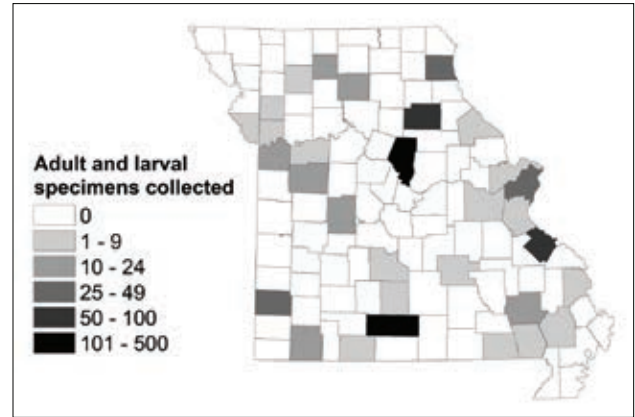 Adult and larval
specimens collected
0
1 - 9
10 - 24
25 - 49
50 - 100
101 - 500